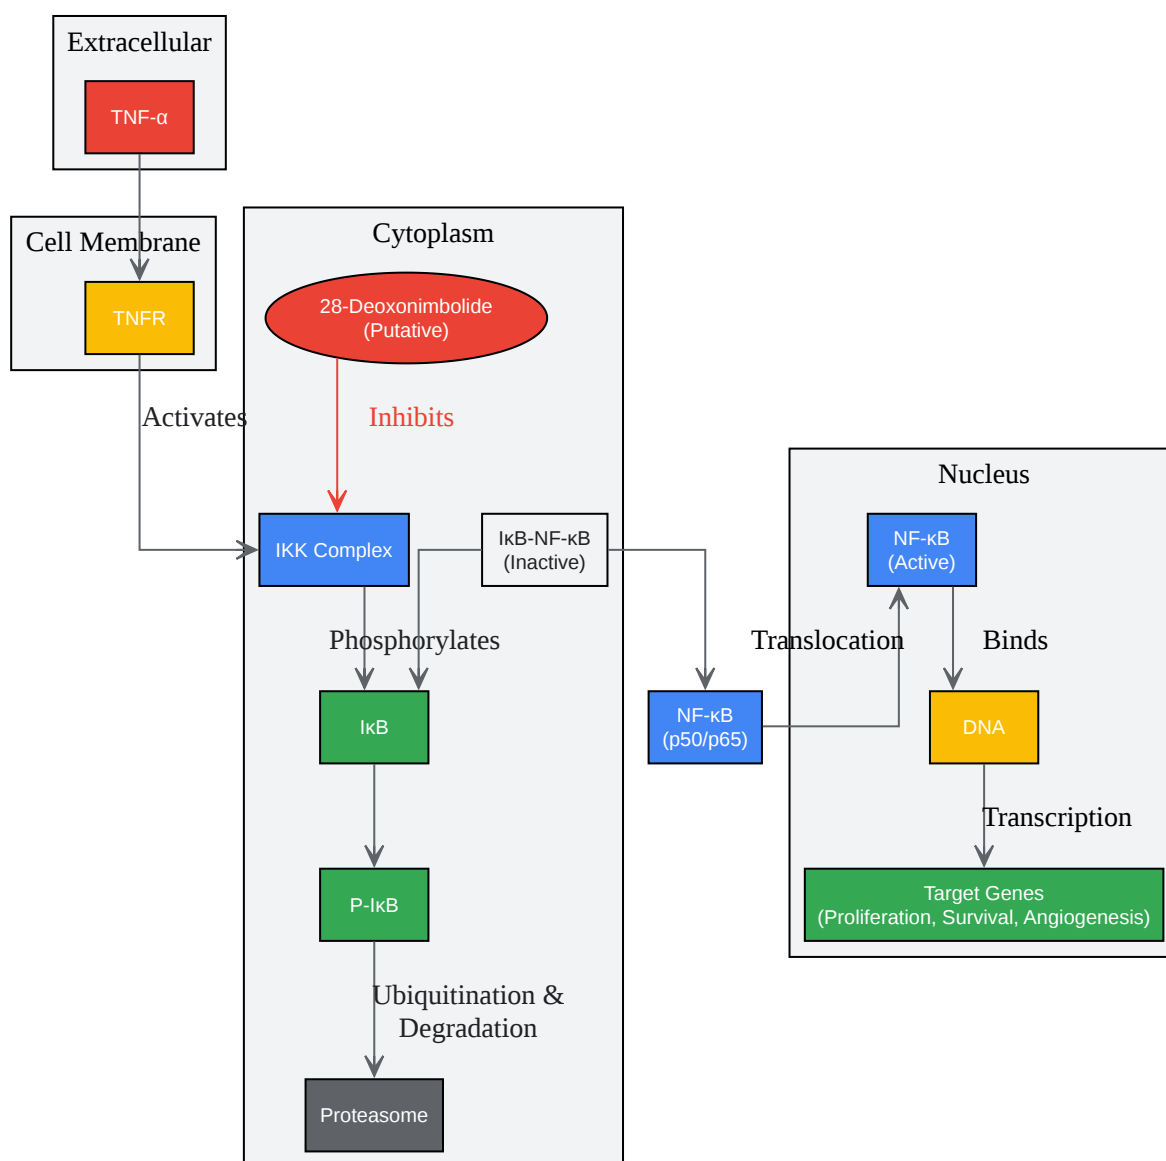 Extracellular
TNF-α
Cell Membrane
TNFR
Activates
Cytoplasm
28-Deoxonimbolide
(Putative)
Inhibits
IKK Complex
IκB-NF-κB
(Inactive)
Phosphorylates
IκB
P-IκB
Ubiquitination &
Degradation
Proteasome
NF-κB
(p50/p65)
Translocation
Nucleus
NF-κB
(Active)
Binds
DNA
Transcription
Target Genes
(Proliferation, Survival, Angiogenesis)